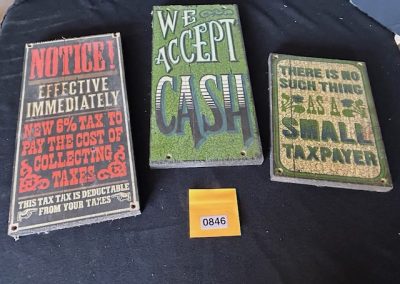 NOTICE!
EFFECTIVE
IMMEDIATELY
NEW 6% TAX TO
PAY THE COST OF
COLLECTING
TAXES
THIS TAX TAX IS DEDUCTABLE
FROM YOUR TAXES
WE
ACCEPT
CASH
THERE IS NO
SUCH THING
AS A
SMALL
TAXPAYER
0846